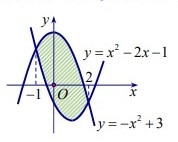 y
y = x² − 2x − 1
2
−1
O
x
y = −x² + 3